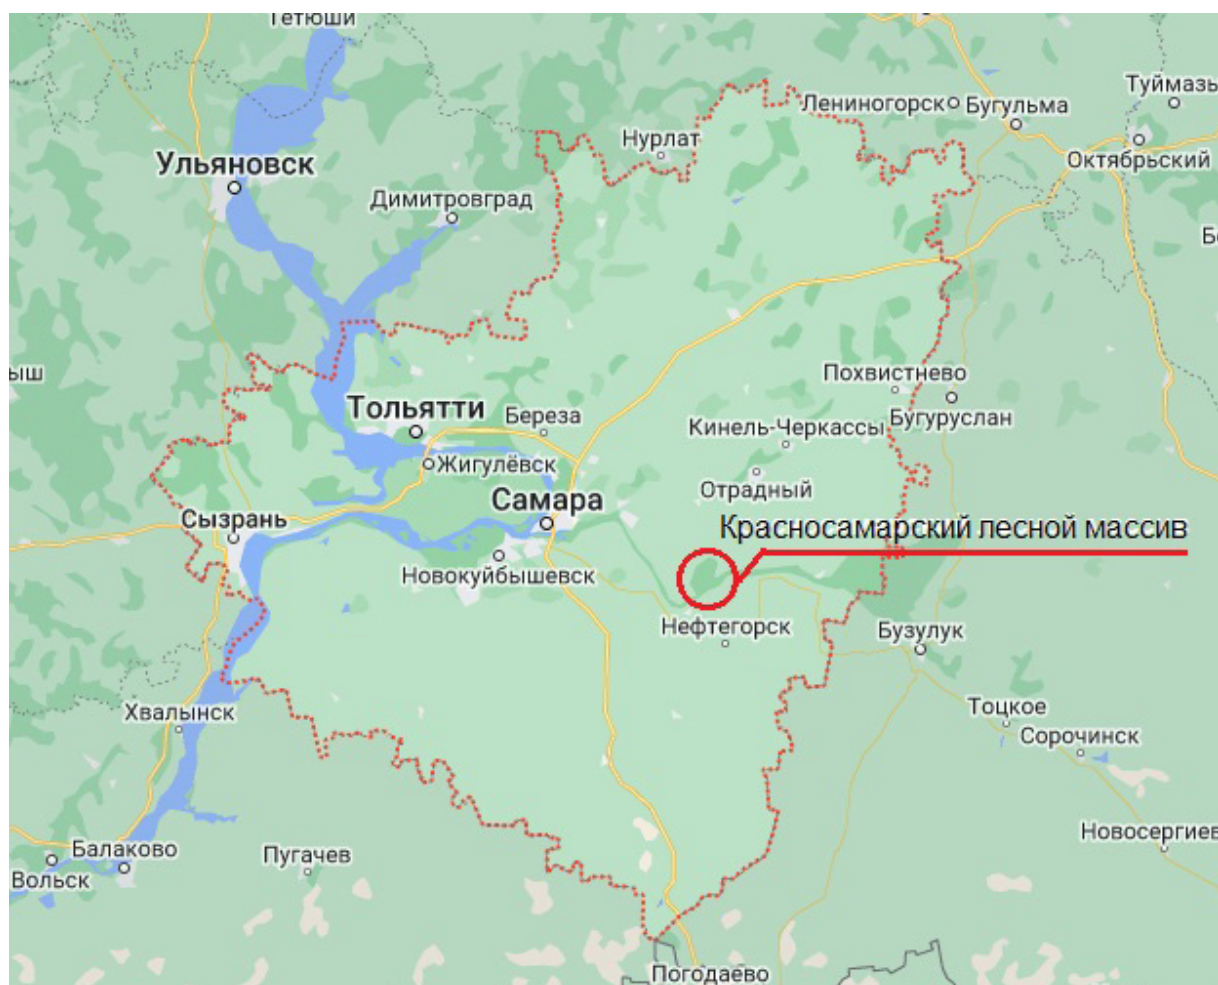 Тетюши
Туймазы
Лениногорск
Бугульма
Нурлат
Октябрьский
Ульяновск
Димитровград
Б
ыш
Похвистнево
Тольятти
Береза
Бугуруслан
Кинель-Черкассы
Жигулёвск
Отрадный
Самара
Сызрань
Красносамарский лесной массив
Новокуйбышевск
Нефтегорск
Бузулук
Хвалынск
Тоцкое
Сорочинск
Новосергиев
Балаково
Пугачев
Вольск
Погодаево